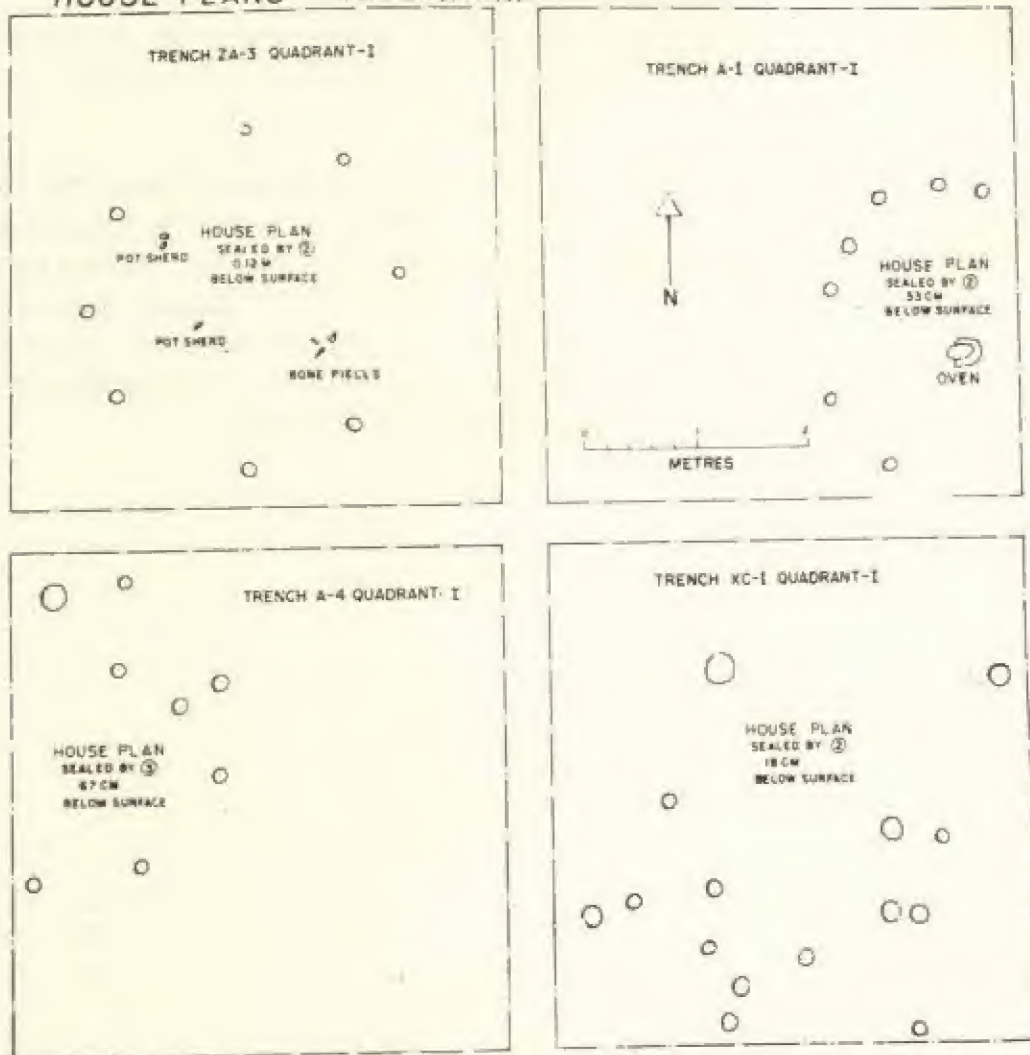 HOUSE PLANS
TRENCH ZA-3 QUADRANT-I
POT SHERD
HOUSE PLAN
SEALED BY ②
0.12 M
BELOW SURFACE
POT SHERD
BONE PIELLS
TRENCH A-1 QUADRANT-I
N
HOUSE PLAN
SEALED BY ②
53 CM
BELOW SURFACE
OVEN
METRES
TRENCH A-4 QUADRANT-I
HOUSE PLAN
SEALED BY ③
67 CM
BELOW SURFACE
TRENCH XC-1 QUADRANT-I
HOUSE PLAN
SEALED BY ②
18 CM
BELOW SURFACE